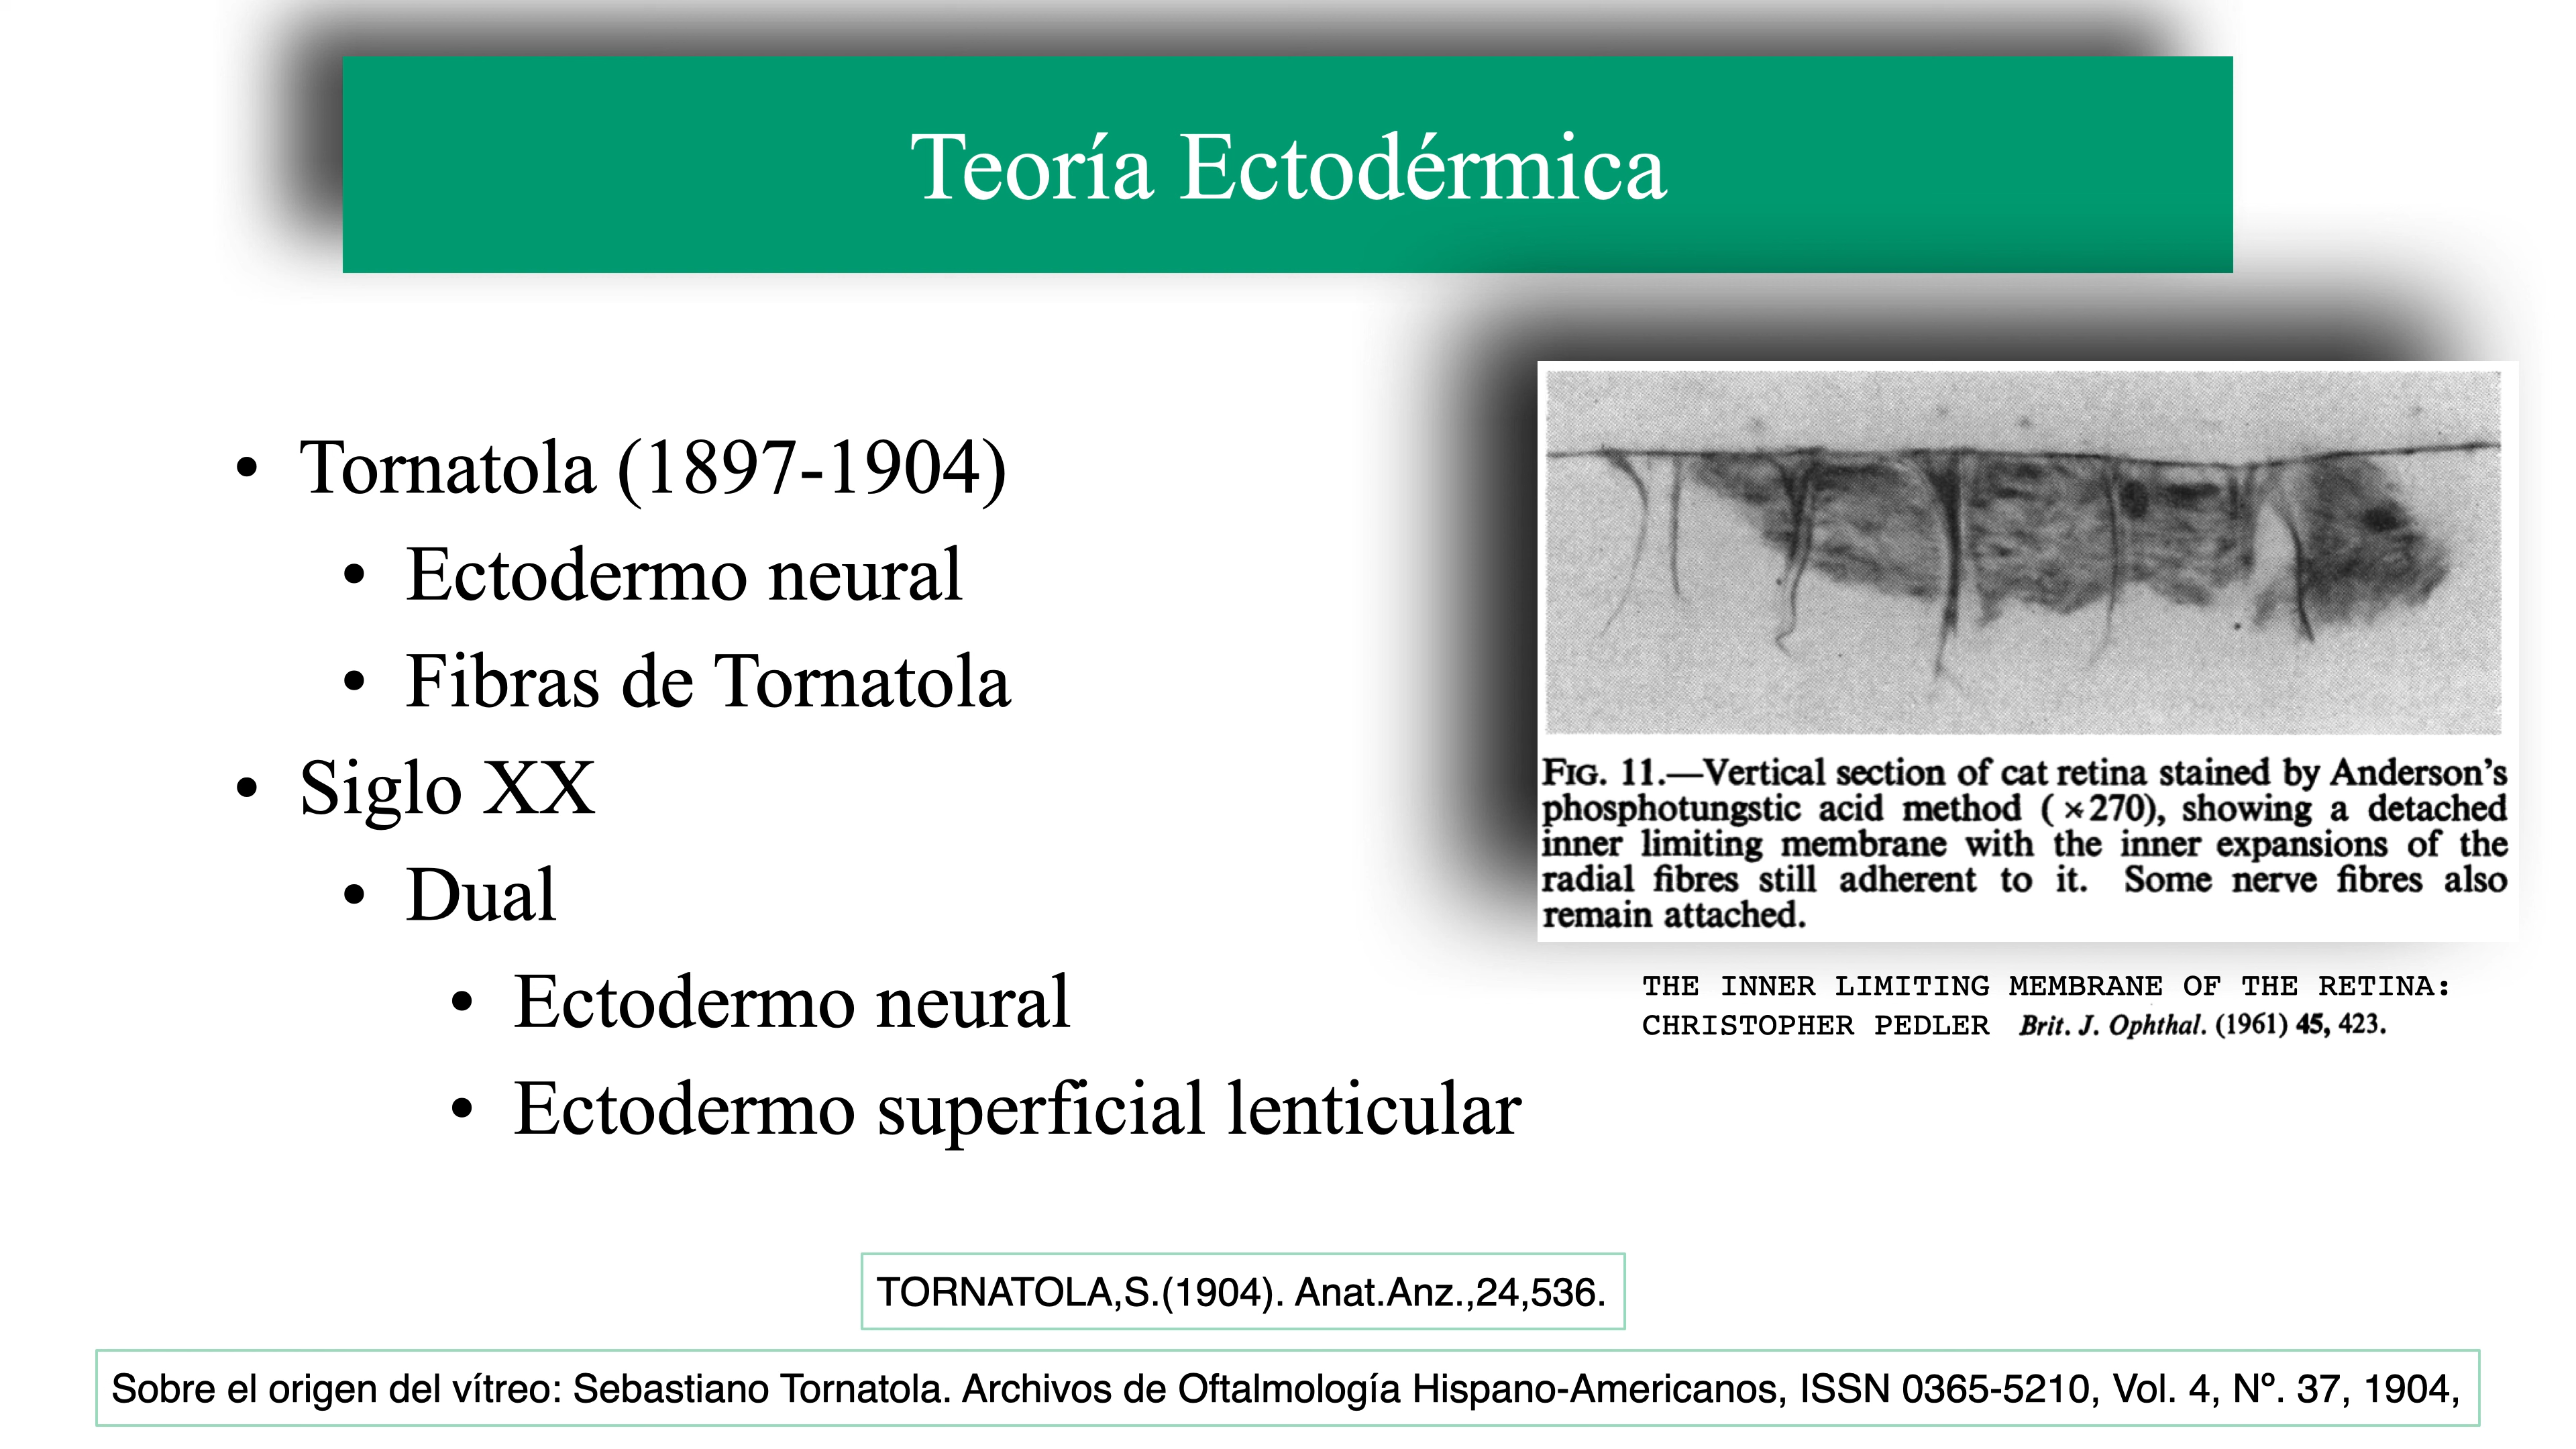 Teoría Ectodérmica
• Tornatola (1897-1904)
• Ectodermo neural
• Fibras de Tornatola
• Siglo XX
• Dual
• Ectodermo neural
• Ectodermo superficial lenticular
FIG. 11.—Vertical section of cat retina stained by Anderson's
phosphotungstic acid method (×270), showing a detached
inner limiting membrane with the inner expansions of the
radial fibres still adherent to it. Some nerve fibres also
remain attached.
THE INNER LIMITING MEMBRANE OF THE RETINA:
CHRISTOPHER PEDLER Brit. J. Ophthal. (1961) 45, 423.
TORNATOLA,S.(1904). Anat.Anz.,24,536.
Sobre el origen del vítreo: Sebastiano Tornatola. Archivos de Oftalmología Hispano-Americanos, ISSN 0365-5210, Vol. 4, Nº. 37, 1904,